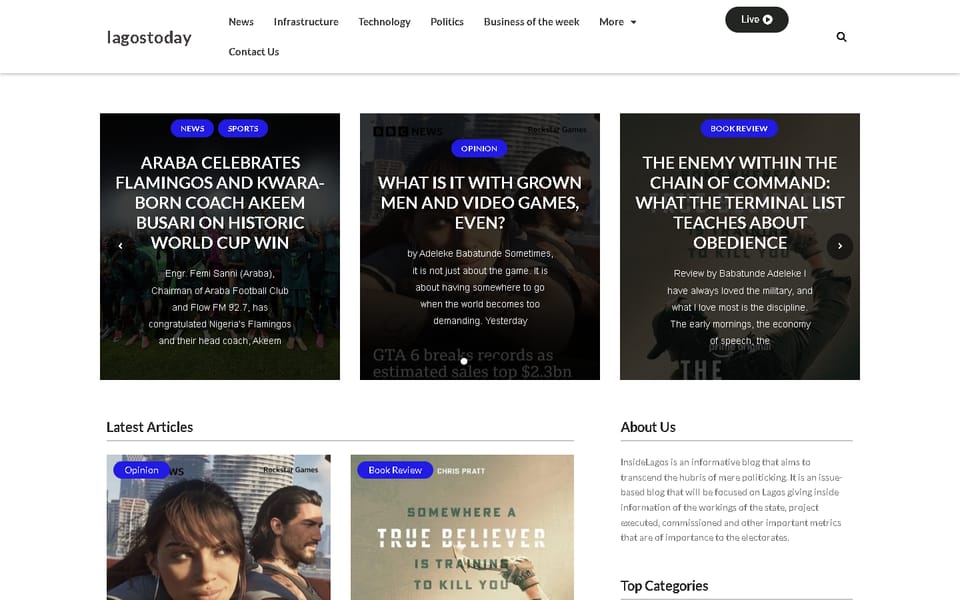 lagostoday
News Infrastructure Technology Politics Business of the week More
Contact Us
Live
NEWS SPORTS
ARABA CELEBRATES
FLAMINGOS AND KWARA-
BORN COACH AKEEM
BUSARI ON HISTORIC
WORLD CUP WIN
Engr. Femi Sanni (Araba),
Chairman of Araba Football Club
and Flow FM 92.7, has
congratulated Nigeria's Flamingos
and their head coach, Akeem
BBC NEWS
Rockstar Games
OPINION
WHAT IS IT WITH GROWN
MEN AND VIDEO GAMES,
EVEN?
by Adeleke Babatunde Sometimes,
it is not just about the game. It is
about having somewhere to go
when the world becomes too
demanding. Yesterday
GTA 6 breaks records as
estimated sales top $2.3bn
BOOK REVIEW
THE ENEMY WITHIN THE
CHAIN OF COMMAND:
WHAT THE TERMINAL LIST
TEACHES ABOUT
OBEDIENCE
TO KILL YOU
Review by Babatunde Adeleke I
have always loved the military, and
what I love most is the discipline.
The early mornings, the economy
of speech, the
prime original
THE
Latest Articles
Opinion
Rockstar Games
Book Review
CHRIS PRATT
SOMEWHERE A
TRUE BELIEVER
IS TRAINING
TO KILL YOU
About Us
InsideLagos is an informative blog that aims to
transcend the hubris of mere politicking. It is an issue-
based blog that will be focused on Lagos giving inside
information of the workings of the state, project
executed, commissioned and other important metrics
that are of importance to the electorates.
Top Categories